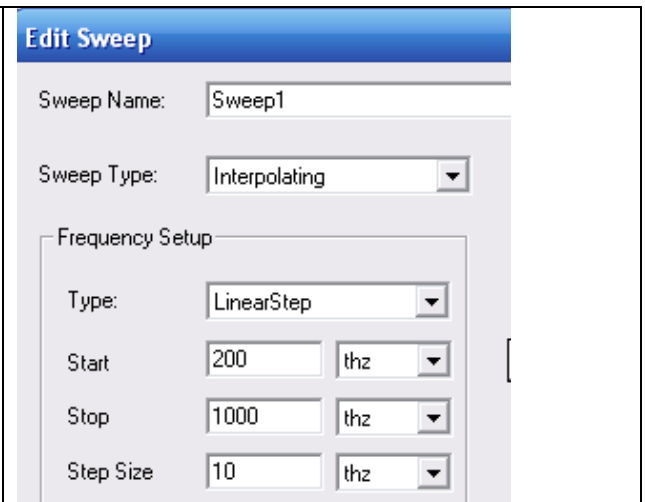 Edit Sweep
Sweep Name: Sweep1
Sweep Type: Interpolating
Frequency Setup
Type: LinearStep
Start 200 thz
Stop 1000 thz
Step Size 10 thz